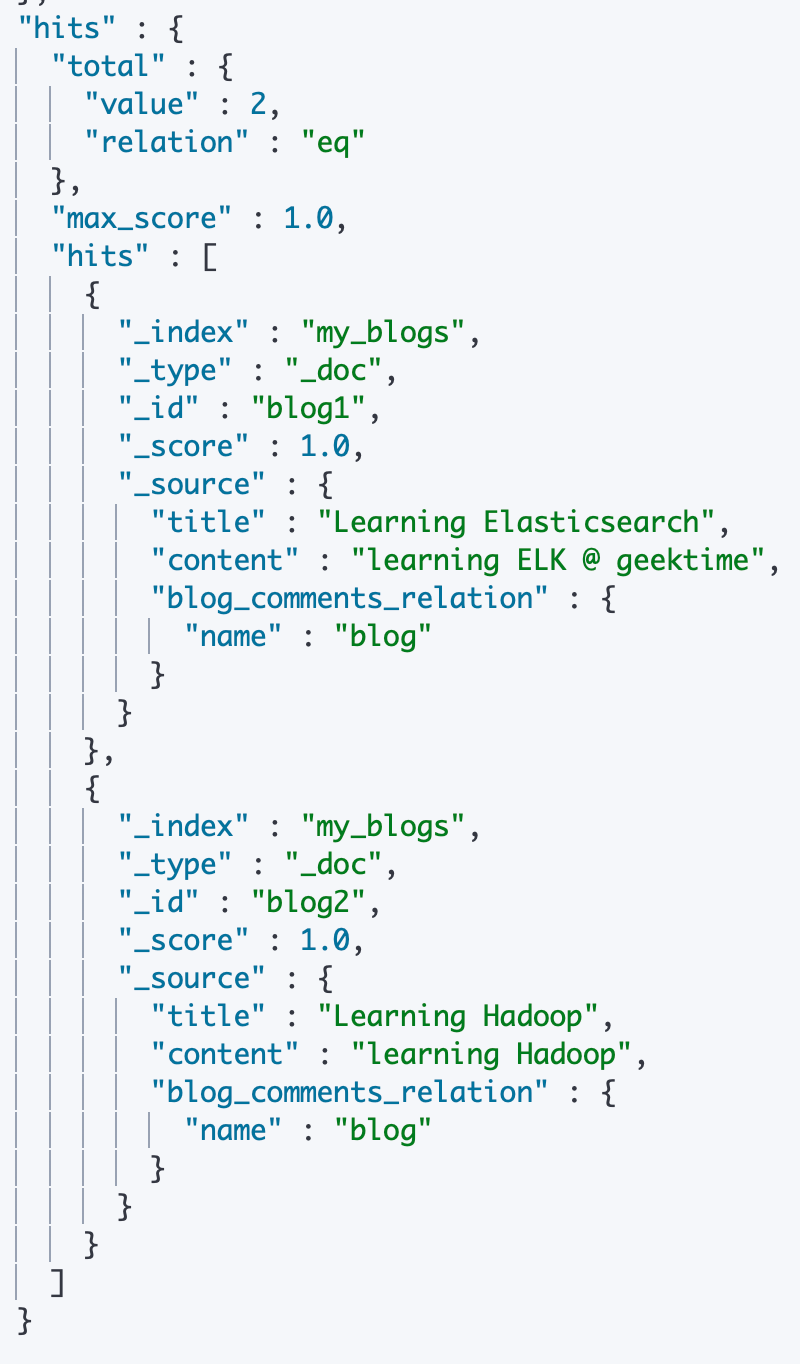 },
"hits" : {
"total" : {
"value" : 2,
"relation" : "eq"
},
"max_score" : 1.0,
"hits" : [
{
"_index" : "my_blogs",
"_type" : "_doc",
"_id" : "blog1",
"_score" : 1.0,
"_source" : {
"title" : "Learning Elasticsearch",
"content" : "learning ELK @ geektime",
"blog_comments_relation" : {
"name" : "blog"
}
}
},
{
"_index" : "my_blogs",
"_type" : "_doc",
"_id" : "blog2",
"_score" : 1.0,
"_source" : {
"title" : "Learning Hadoop",
"content" : "learning Hadoop",
"blog_comments_relation" : {
"name" : "blog"
}
}
}
]
}